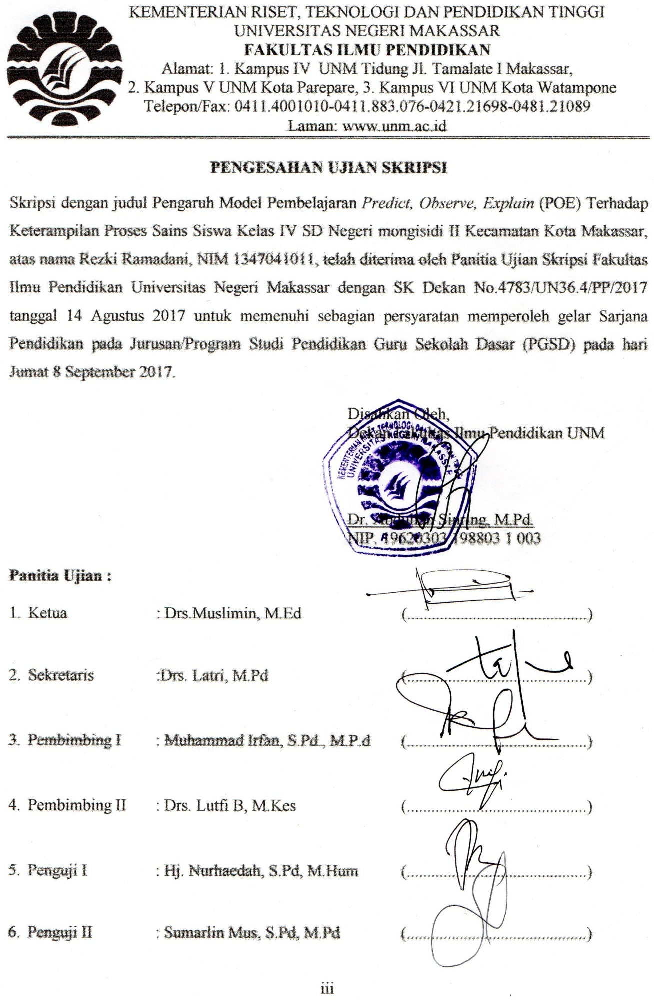 KEMENTERIAN RISET, TEKNOLOGI DAN PENDIDIKAN TINGGI
UNIVERSITAS NEGERI MAKASSAR
FAKULTAS ILMU PENDIDIKAN
Alamat: 1. Kampus IV UNM Tidung Jl. Tamalate I Makassar,
2. Kampus V UNM Kota Parepare, 3. Kampus VI UNM Kota Watampone
Telepon/Fax: 0411.4001010-0411.883.076-0421.21698-0481.21089
Laman: www.unm.ac.id
PENGESAHAN UJIAN SKRIPSI
Skripsi dengan judul Pengaruh Model Pembelajaran Predict, Observe, Explain (POE) Terhadap
Keterampilan Proses Sains Siswa Kelas IV SD Negeri mongisidi II Kecamatan Kota Makassar,
atas nama Rezki Ramadani, NIM 1347041011, telah diterima oleh Panitia Ujian Skripsi Fakultas
Ilmu Pendidikan Universitas Negeri Makassar dengan SK Dekan No.4783/UN36.4/PP/2017
tanggal 14 Agustus 2017 untuk memenuhi sebagian persyaratan memperoleh gelar Sarjana
Pendidikan pada Jurusan/Program Studi Pendidikan Guru Sekolah Dasar (PGSD) pada hari
Jumat 8 September 2017.
Disahkan Oleh,
Dekan Fakultas Ilmu Pendidikan UNM
KEMENTERIAN RISET, TEKNOLOGI DAN PENDIDIKAN TINGGI
UNIVERSITAS NEGERI MAKASSAR
F I P
Dr. Abdullah Sinring, M.Pd.
NIP. 19620303 198803 1 003
Panitia Ujian :
1. Ketua : Drs.Muslimin, M.Ed (..............................................)
2. Sekretaris :Drs. Latri, M.Pd (..............................................)
3. Pembimbing I : Muhammad Irfan, S.Pd., M.P.d (..............................................)
4. Pembimbing II : Drs. Lutfi B, M.Kes (..............................................)
5. Penguji I : Hj. Nurhaedah, S.Pd, M.Hum (..............................................)
6. Penguji II : Sumarlin Mus, S.Pd, M.Pd (..............................................)
iii